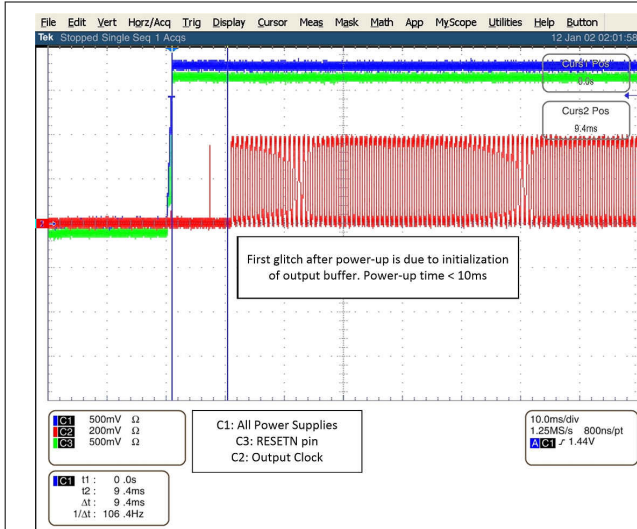 File Edit Vert Horz/Acq Trig Display Cursor Meas Mask Math App MyScope Utilities Help Button
Tek Stopped Single Seq 1 Acqs 12 Jan 02 02:01:58
Curs1 Pos
0.0s
Curs2 Pos
9.4ms
First glitch after power-up is due to initialization
of output buffer. Power-up time < 10ms
C1 500mV Ω
C2 200mV Ω
C3 500mV Ω
C1: All Power Supplies
C3: RESETN pin
C2: Output Clock
10.0ms/div
1.25MS/s 800ns/pt
A C1 ∕ 1.44V
C1 t1 : 0 .0s
t2 : 9 .4ms
Δt : 9 .4ms
1/Δt : 106 .4Hz